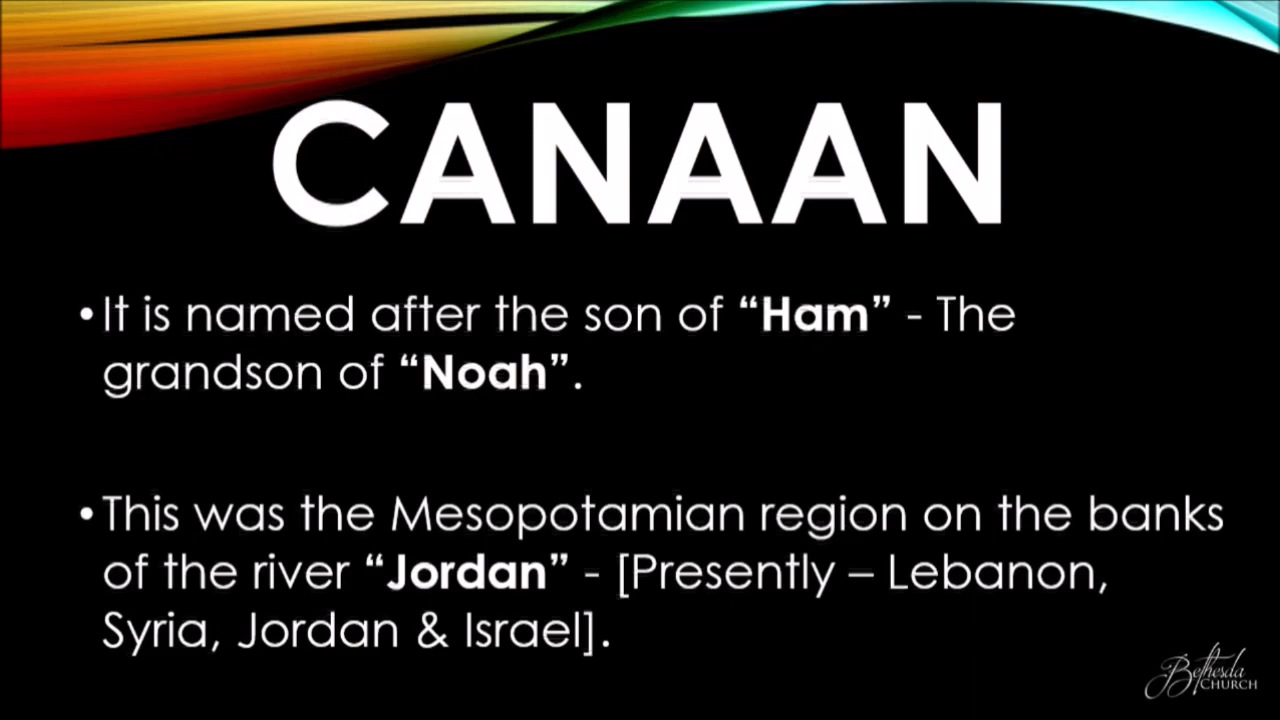 CANAAN
•It is named after the son of “Ham” - The
grandson of “Noah”.
•This was the Mesopotamian region on the banks
of the river “Jordan” - [Presently – Lebanon,
Syria, Jordan & Israel].
Bethesda
CHURCH